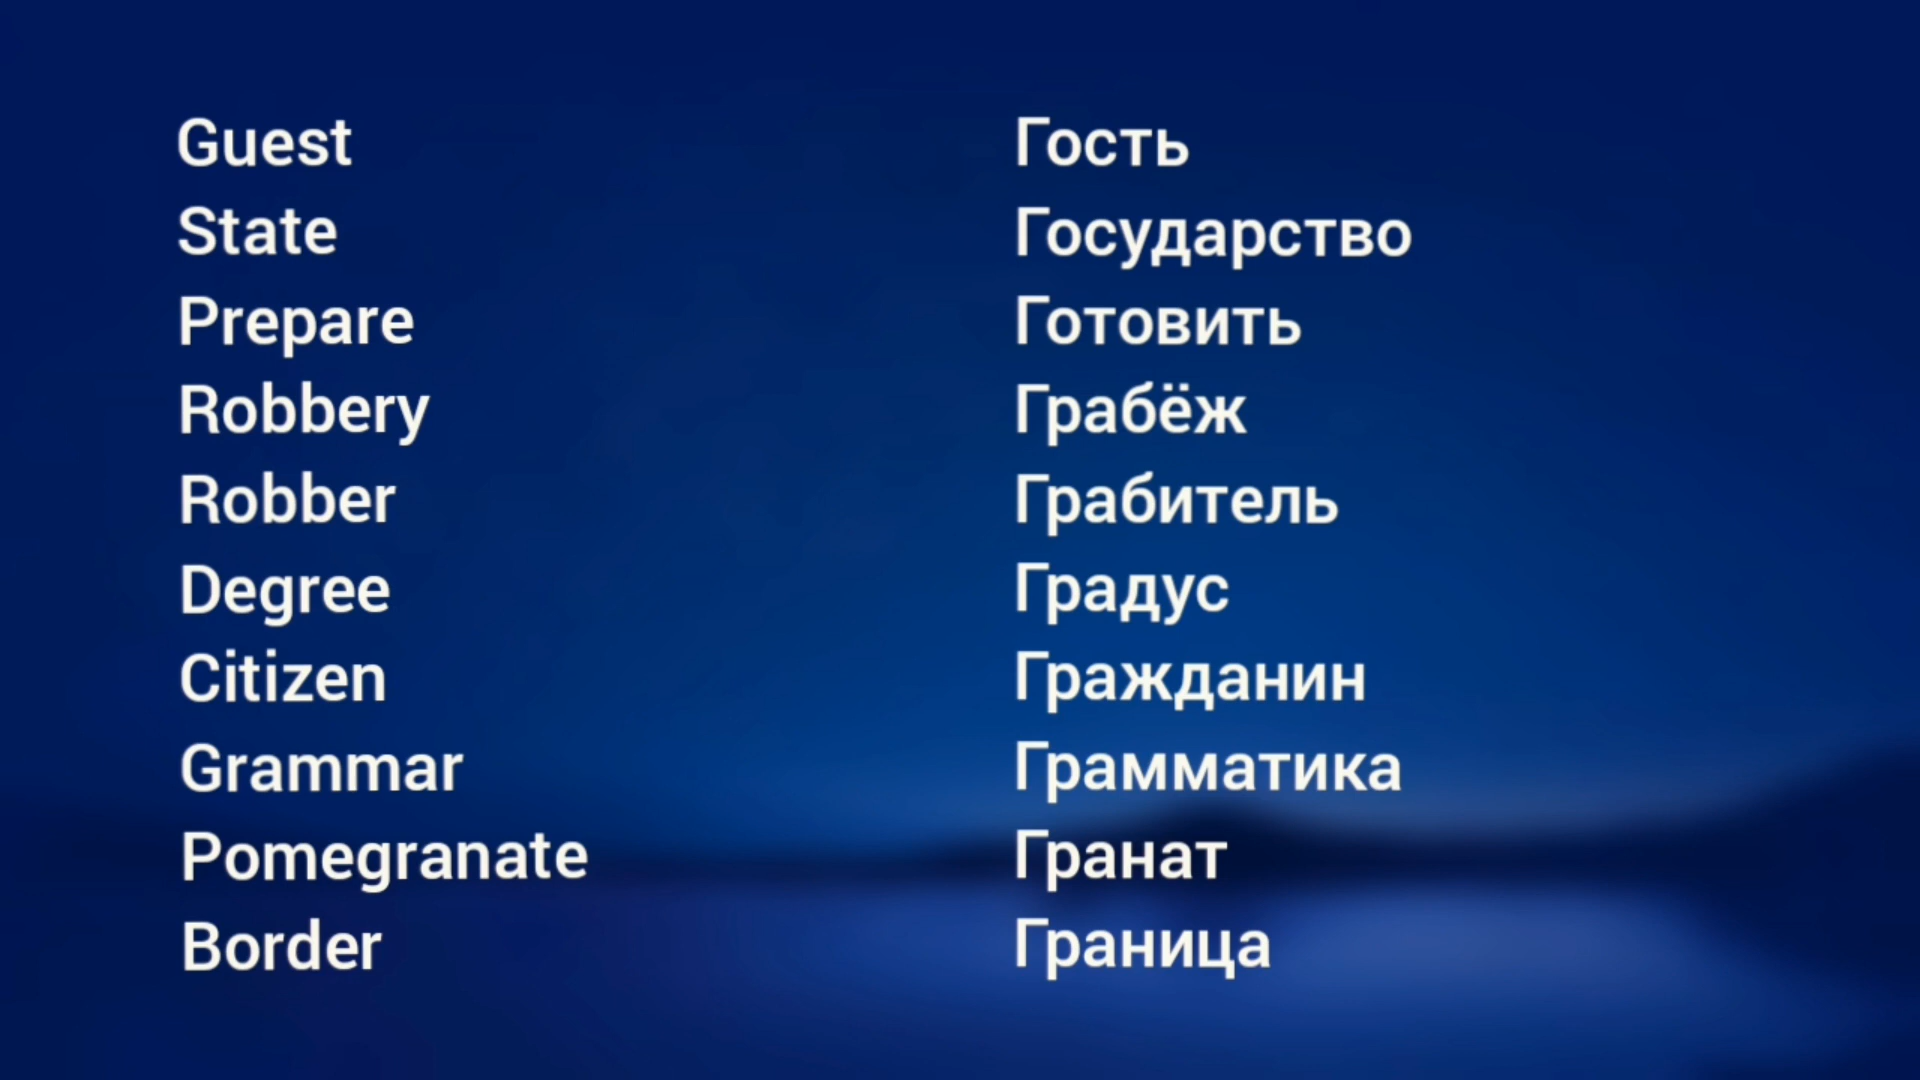 Guest Гость
State Государство
Prepare Готовить
Robbery Грабёж
Robber Грабитель
Degree Градус
Citizen Гражданин
Grammar Грамматика
Pomegranate Гранат
Border Граница